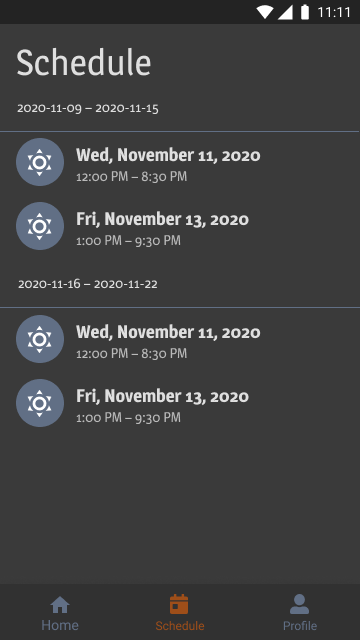 11:11
Schedule
2020-11-09 – 2020-11-15
Wed, November 11, 2020
12:00 PM – 8:30 PM
Fri, November 13, 2020
1:00 PM – 9:30 PM
2020-11-16 – 2020-11-22
Wed, November 11, 2020
12:00 PM – 8:30 PM
Fri, November 13, 2020
1:00 PM – 9:30 PM
Home
Schedule
Profile